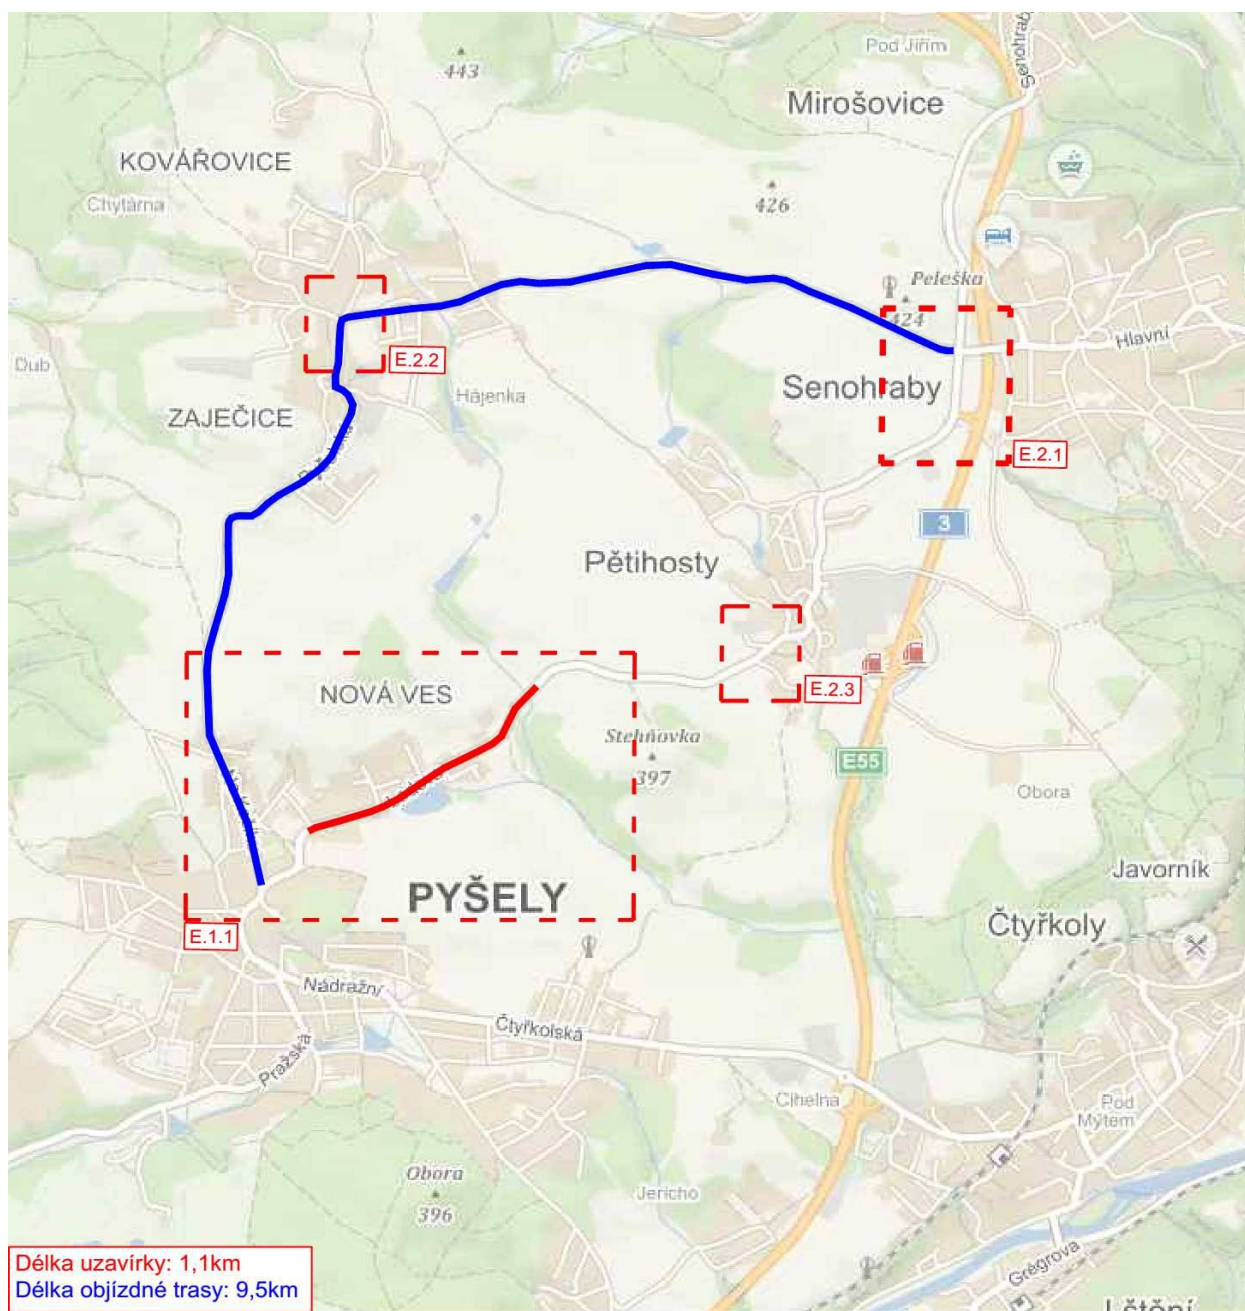 Pod Jiřím
Senohrab
443
Mirošovice
KOVÁŘOVICE
426
Chytárna
Peleška
424
Hlavní
Dub
E.2.2
Senohraby
Hájenka
ZAJEČICE
E.2.1
3
Pětihosty
E.2.3
NOVÁ VES
Stehňovka
397
E55
Obora
Javorník
PYŠELY
Čtyřkoly
E.1.1
Nádražní
Čtyřkolská
Pražská
Cihelna
Pod
Mýtem
Obora
396
Jericho
Grégrova
Délka uzavírky: 1,1km
Délka objízdné trasy: 9,5km
Lštění